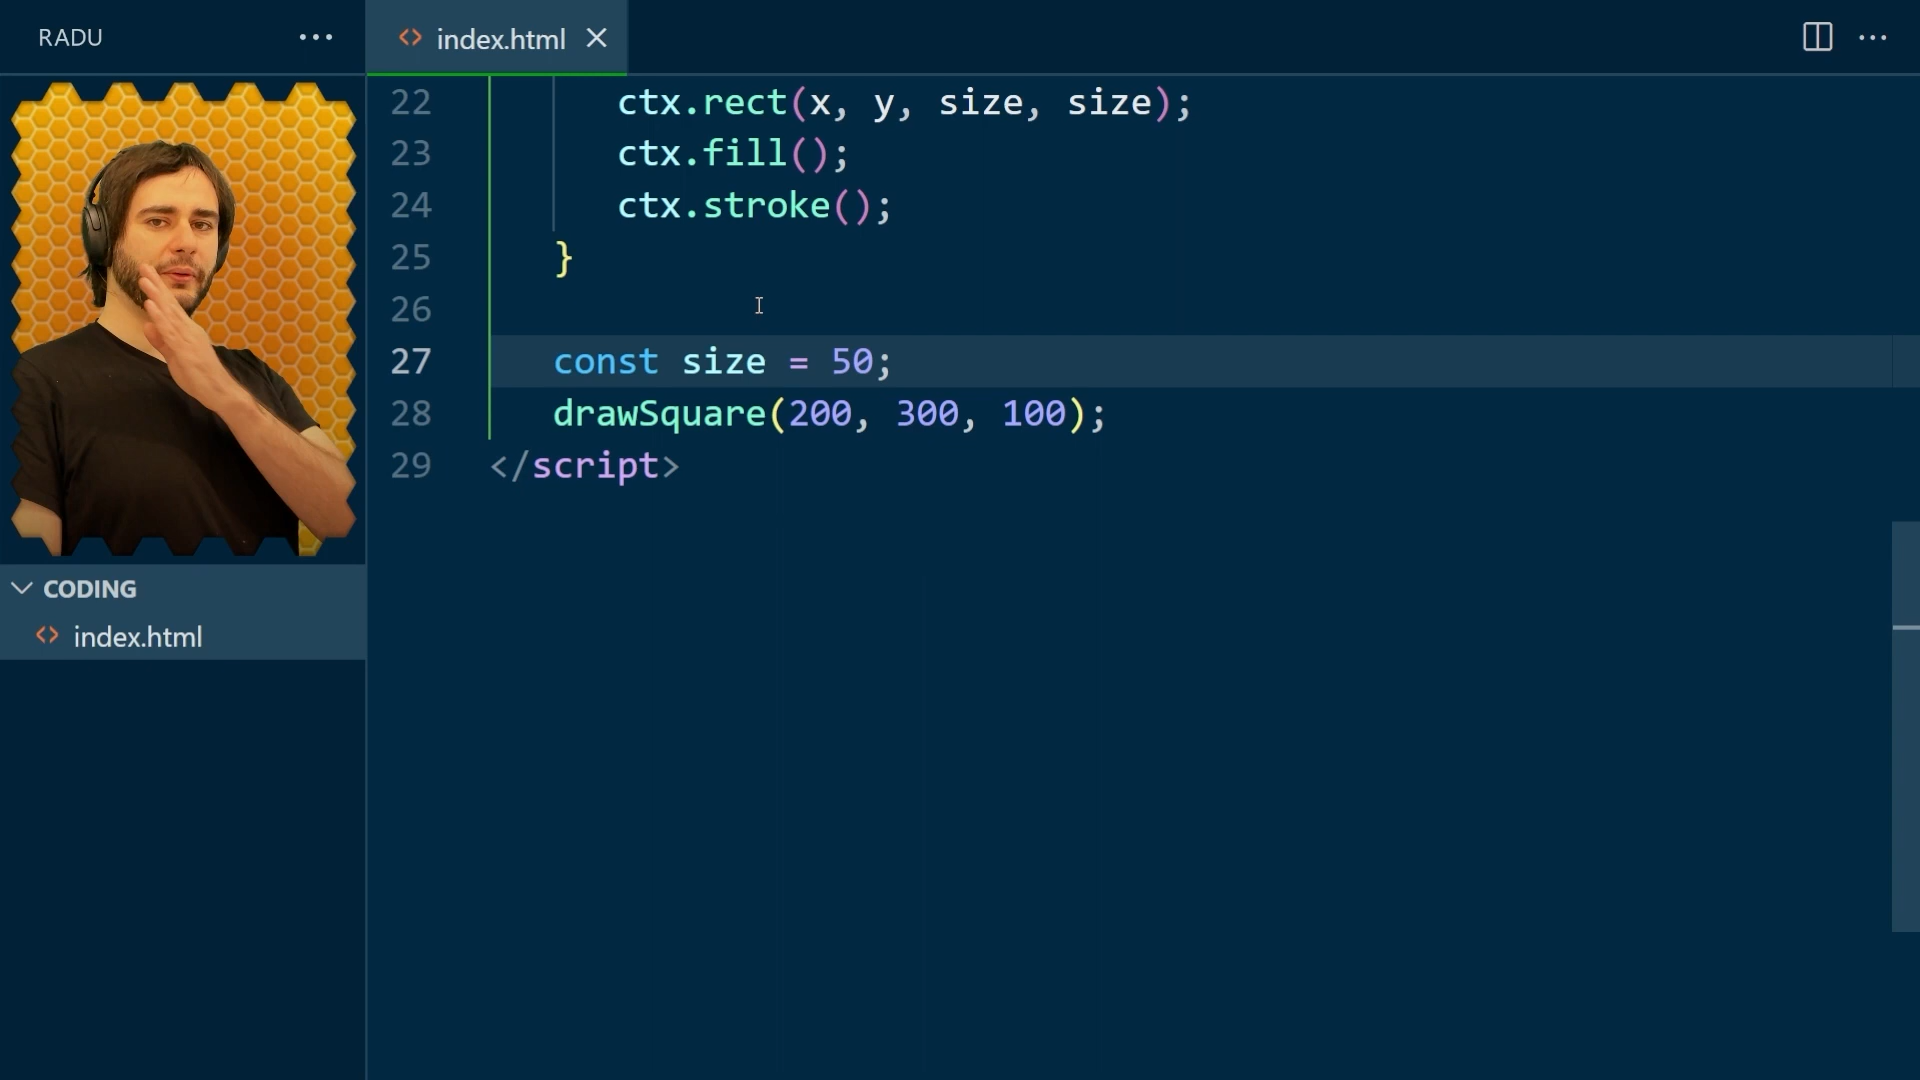 RADU
index.html
22 ctx.rect(x, y, size, size);
23 ctx.fill();
24 ctx.stroke();
25 }
26
27 const size = 50;
28 drawSquare(200, 300, 100);
29 </script>
CODING
index.html